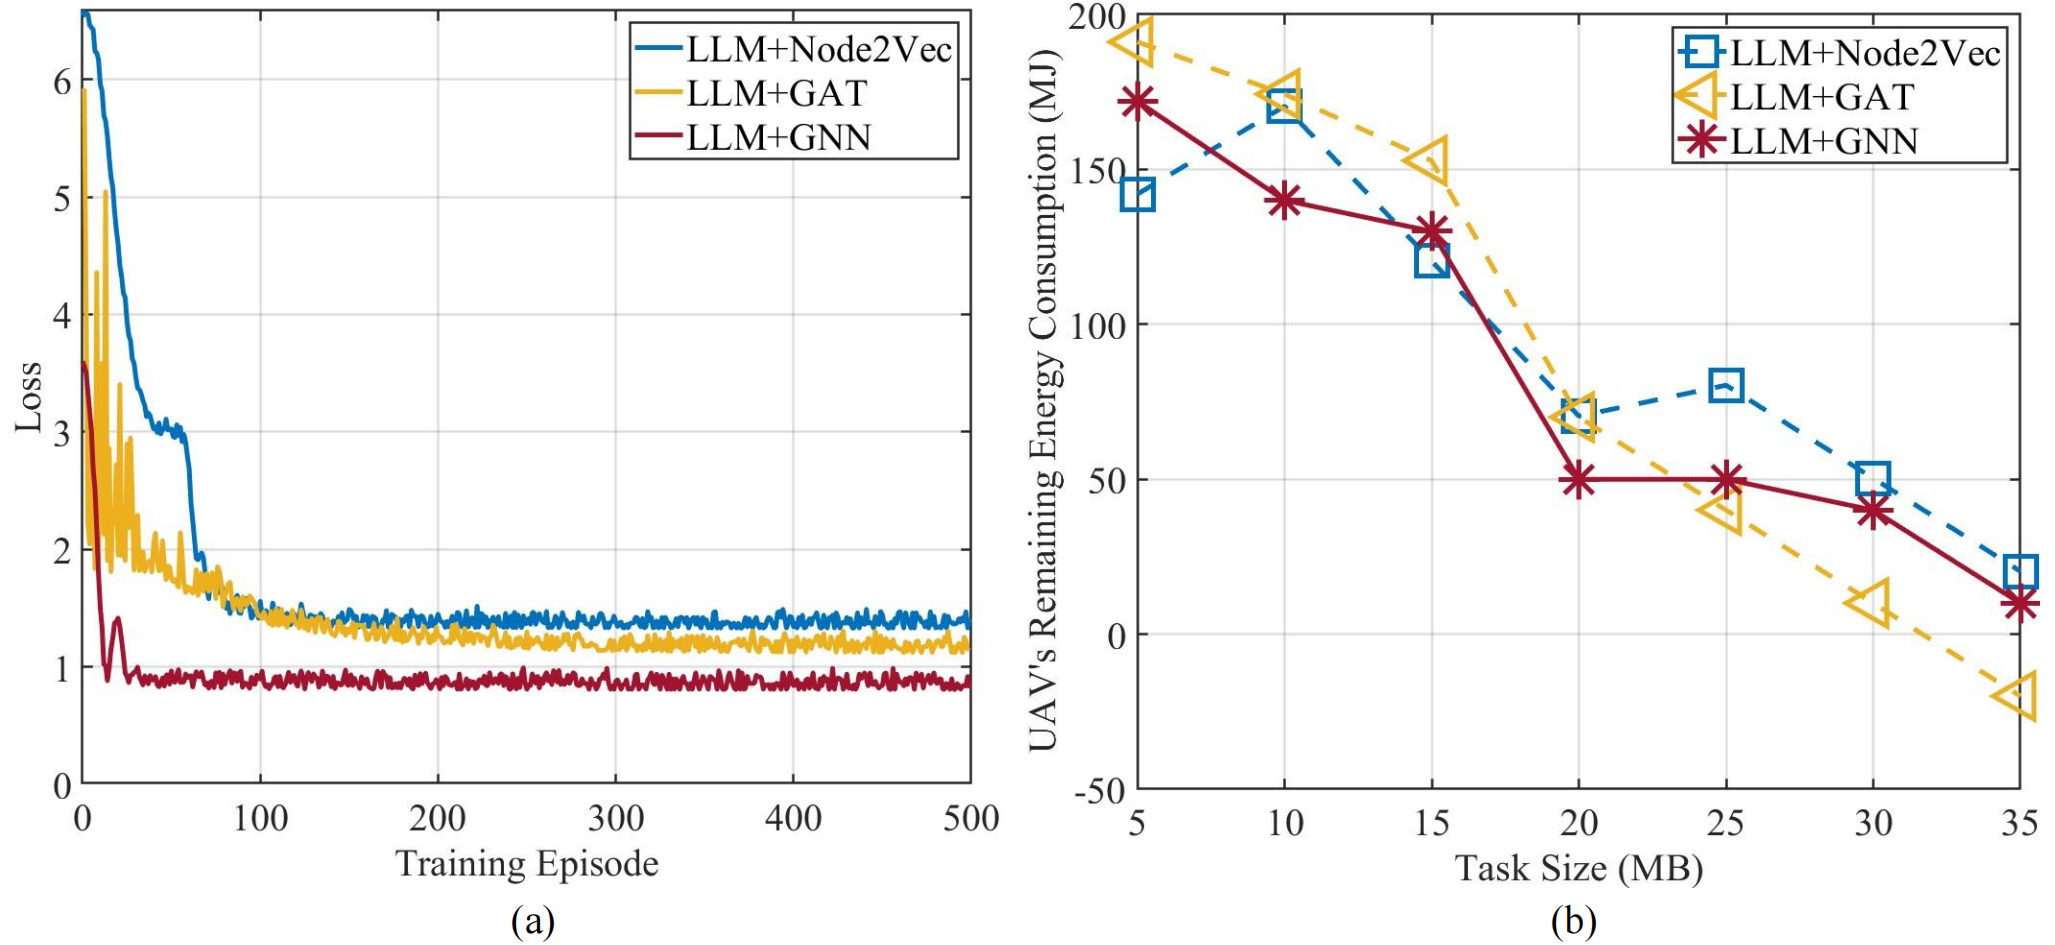 LLM+Node2Vec
LLM+GAT
LLM+GNN
6
5
4
3
2
1
0
Loss
0 100 200 300 400 500
Training Episode
(a)
LLM+Node2Vec
LLM+GAT
LLM+GNN
200
150
100
50
0
-50
UAV's Remaining Energy Consumption (MJ)
5 10 15 20 25 30 35
Task Size (MB)
(b)